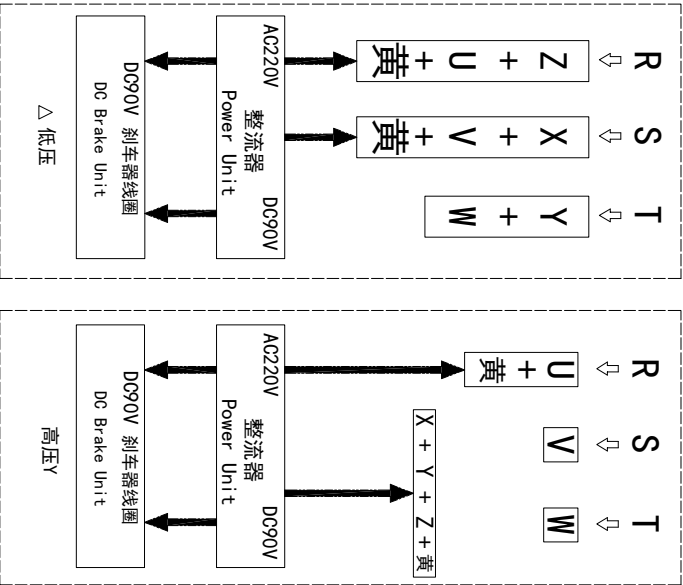 R S T
Z + U + 黄
X + V + 黄
Y + W
AC220V 整流器 DC90V
Power Unit
DC90V 刹车器线圈
DC Brake Unit
△ 低压
R S T
U + 黄
V
W
X + Y + Z + 黄
AC220V 整流器 DC90V
Power Unit
DC90V 刹车器线圈
DC Brake Unit
高压Y